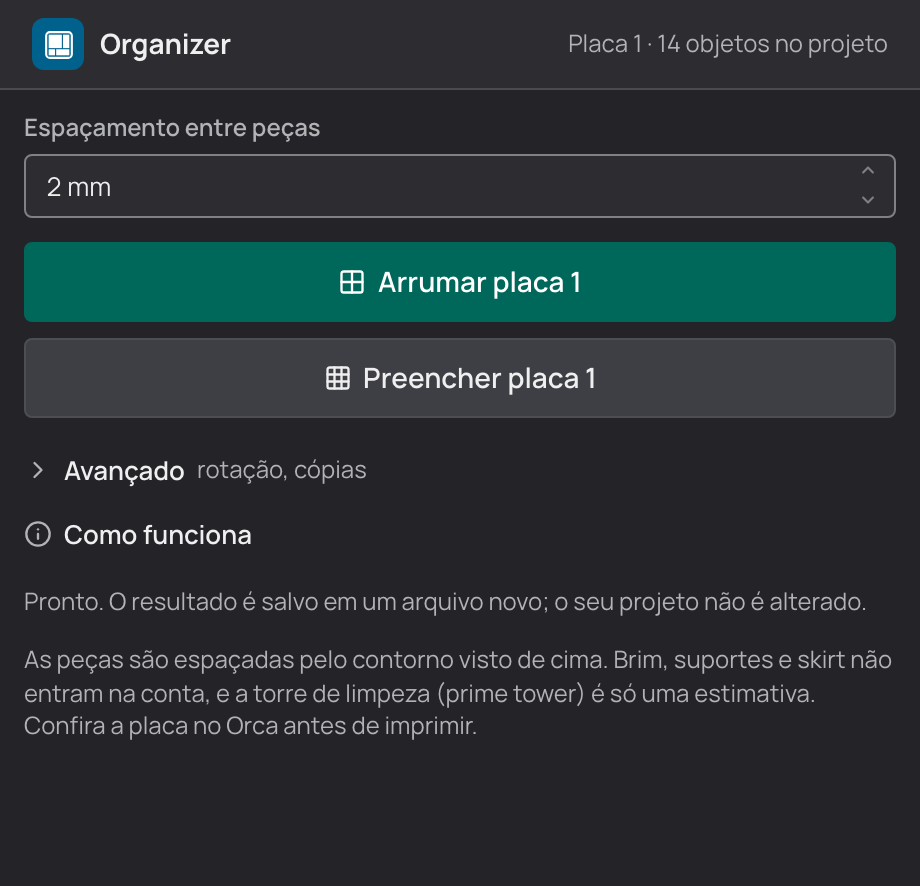 Organizer
Placa 1 · 14 objetos no projeto
Espaçamento entre peças
2 mm
Arrumar placa 1
Preencher placa 1
Avançado rotação, cópias
Como funciona
Pronto. O resultado é salvo em um arquivo novo; o seu projeto não é alterado.
As peças são espaçadas pelo contorno visto de cima. Brim, suportes e skirt não
entram na conta, e a torre de limpeza (prime tower) é só uma estimativa.
Confira a placa no Orca antes de imprimir.